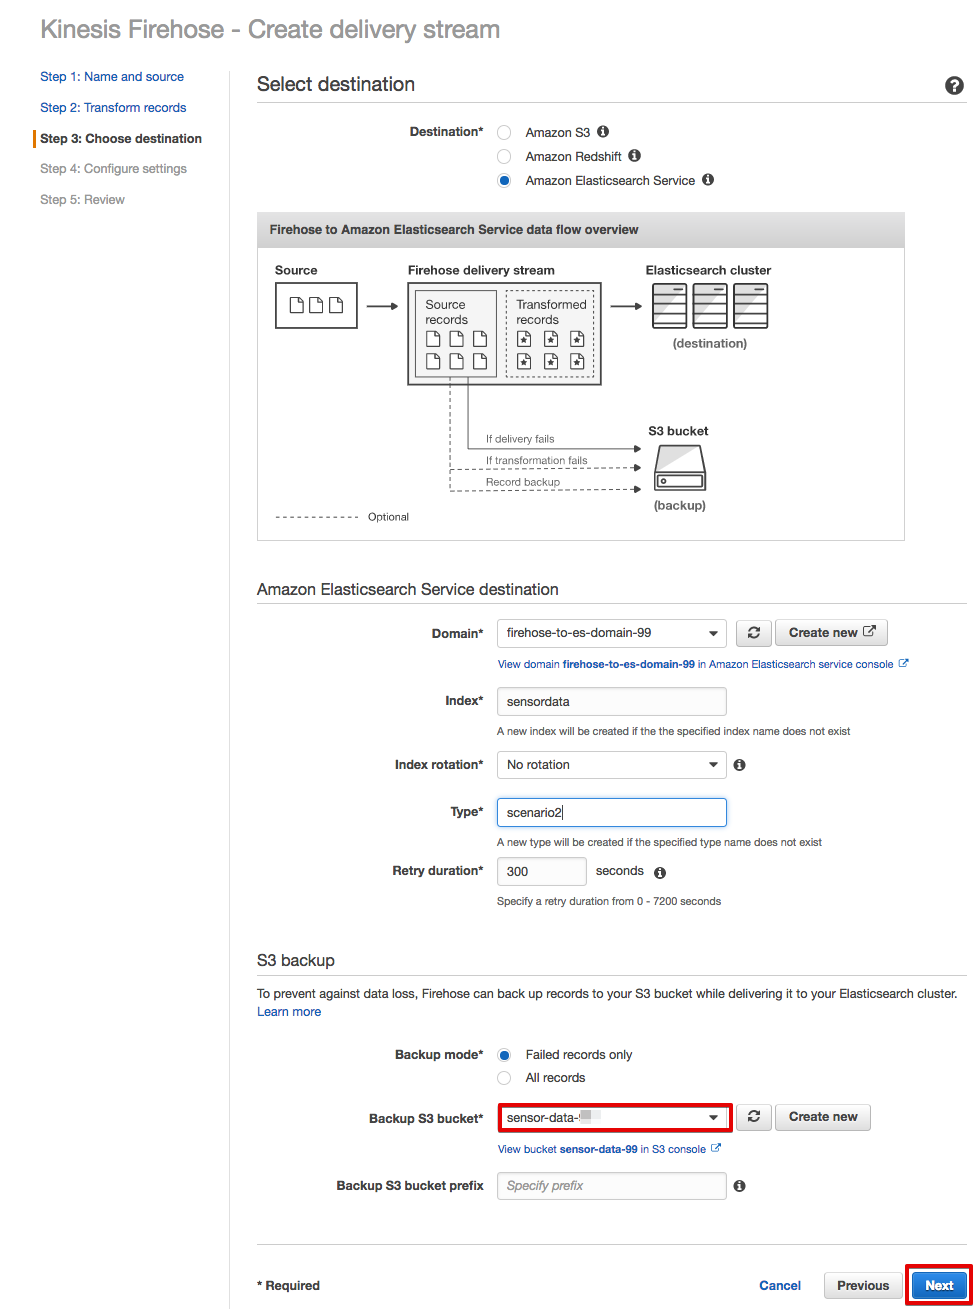 Kinesis Firehose - Create delivery stream
Step 1: Name and source
Step 2: Transform records
Step 3: Choose destination
Step 4: Configure settings
Step 5: Review
Select destination
Destination*
Amazon S3
Amazon Redshift
Amazon Elasticsearch Service
Firehose to Amazon Elasticsearch Service data flow overview
Source
Firehose delivery stream
Elasticsearch cluster
Source
records
Transformed
records
(destination)
S3 bucket
If delivery fails
If transformation fails
Record backup
(backup)
Optional
Amazon Elasticsearch Service destination
Domain* firehose-to-es-domain-99 Create new
View domain firehose-to-es-domain-99 in Amazon Elasticsearch service console
Index* sensordata
A new index will be created if the the specified index name does not exist
Index rotation* No rotation
Type* scenario2
A new type will be created if the specified type name does not exist
Retry duration* 300 seconds
Specify a retry duration from 0 - 7200 seconds
S3 backup
To prevent against data loss, Firehose can back up records to your S3 bucket while delivering it to your Elasticsearch cluster.
Learn more
Backup mode* Failed records only
All records
Backup S3 bucket* sensor-data- Create new
View bucket sensor-data-99 in S3 console
Backup S3 bucket prefix Specify prefix
* Required Cancel Previous Next